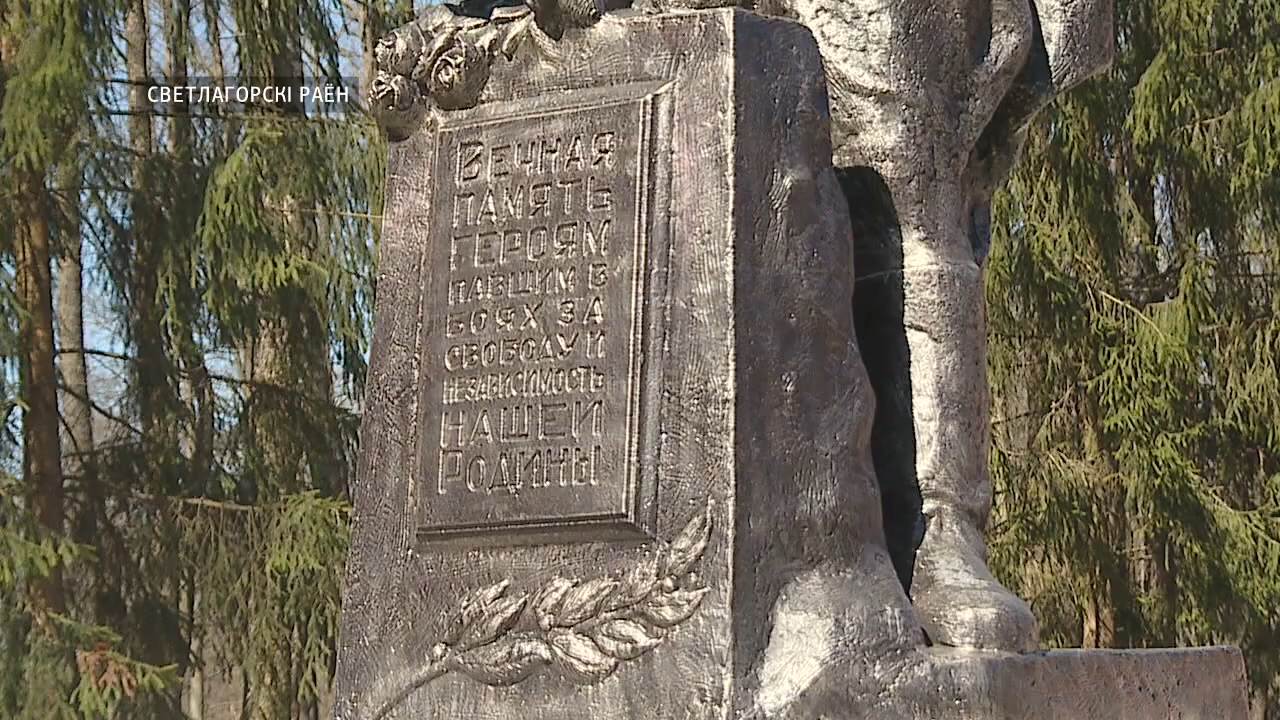 СВЕТЛАГОРСКІ РАЁН
ВЕЧНАЯ
ПАМЯТЬ
ГЕРОЯМ
ПАВШИМ В
БОЯХ ЗА
СВОБОДУ И
НЕЗАВИСИМОСТЬ
НАШЕЙ
РОДИНЫ